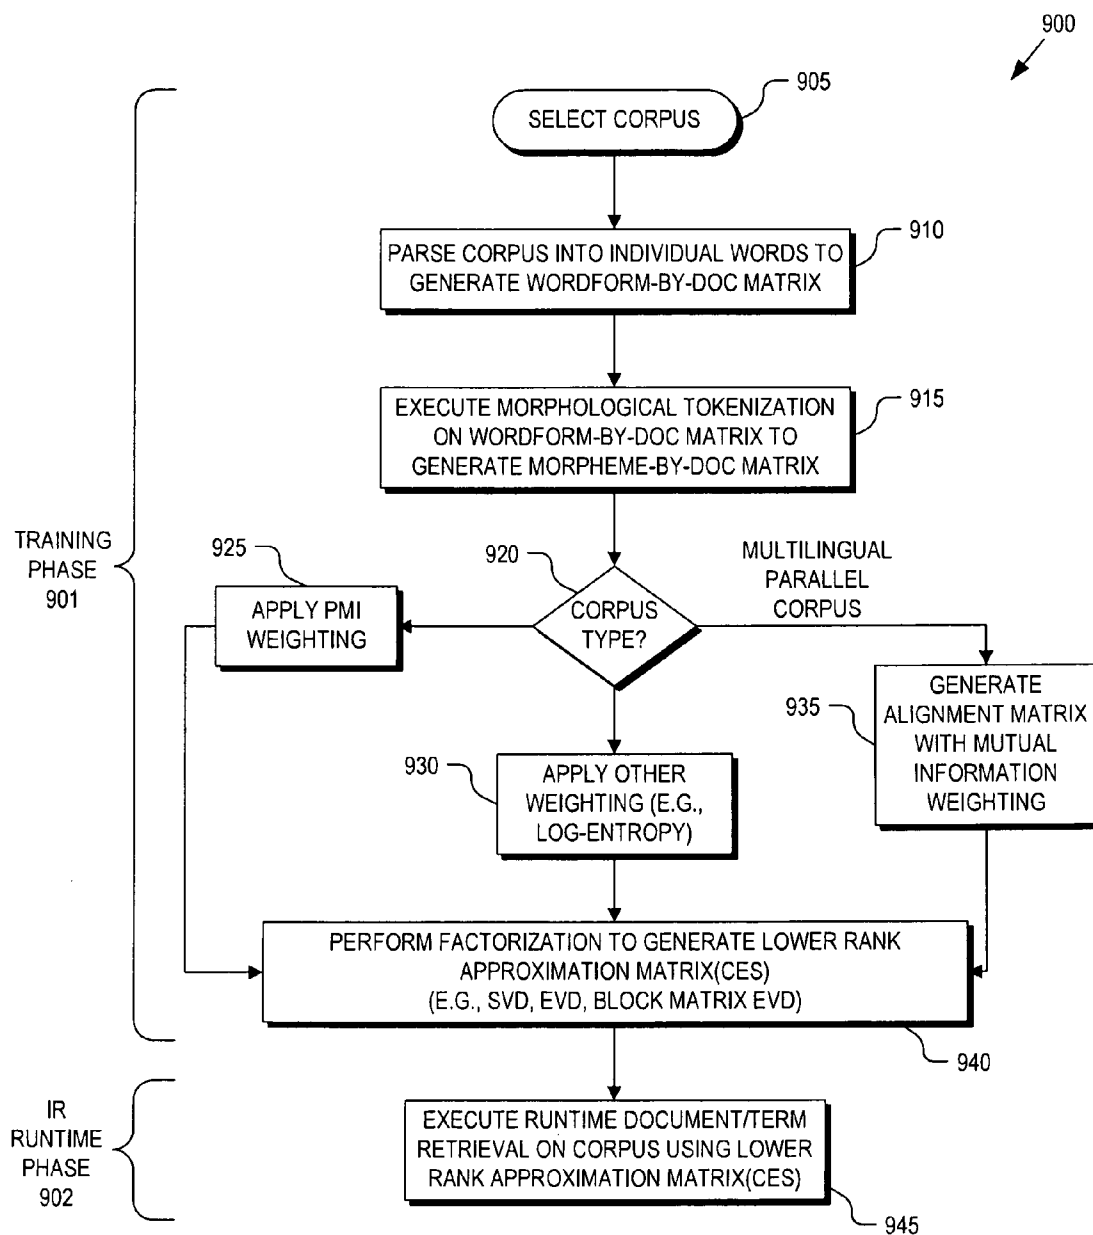 900
905
SELECT CORPUS
910
PARSE CORPUS INTO INDIVIDUAL WORDS TO
GENERATE WORDFORM-BY-DOC MATRIX
915
EXECUTE MORPHOLOGICAL TOKENIZATION
ON WORDFORM-BY-DOC MATRIX TO
GENERATE MORPHEME-BY-DOC MATRIX
TRAINING
PHASE
901
925
APPLY PMI
WEIGHTING
920
CORPUS
TYPE?
MULTILINGUAL
PARALLEL
CORPUS
930
APPLY OTHER
WEIGHTING (E.G.,
LOG-ENTROPY)
935
GENERATE
ALIGNMENT MATRIX
WITH MUTUAL
INFORMATION
WEIGHTING
PERFORM FACTORIZATION TO GENERATE LOWER RANK
APPROXIMATION MATRIX(CES)
(E.G., SVD, EVD, BLOCK MATRIX EVD)
940
IR
RUNTIME
PHASE
902
EXECUTE RUNTIME DOCUMENT/TERM
RETRIEVAL ON CORPUS USING LOWER
RANK APPROXIMATION MATRIX(CES)
945